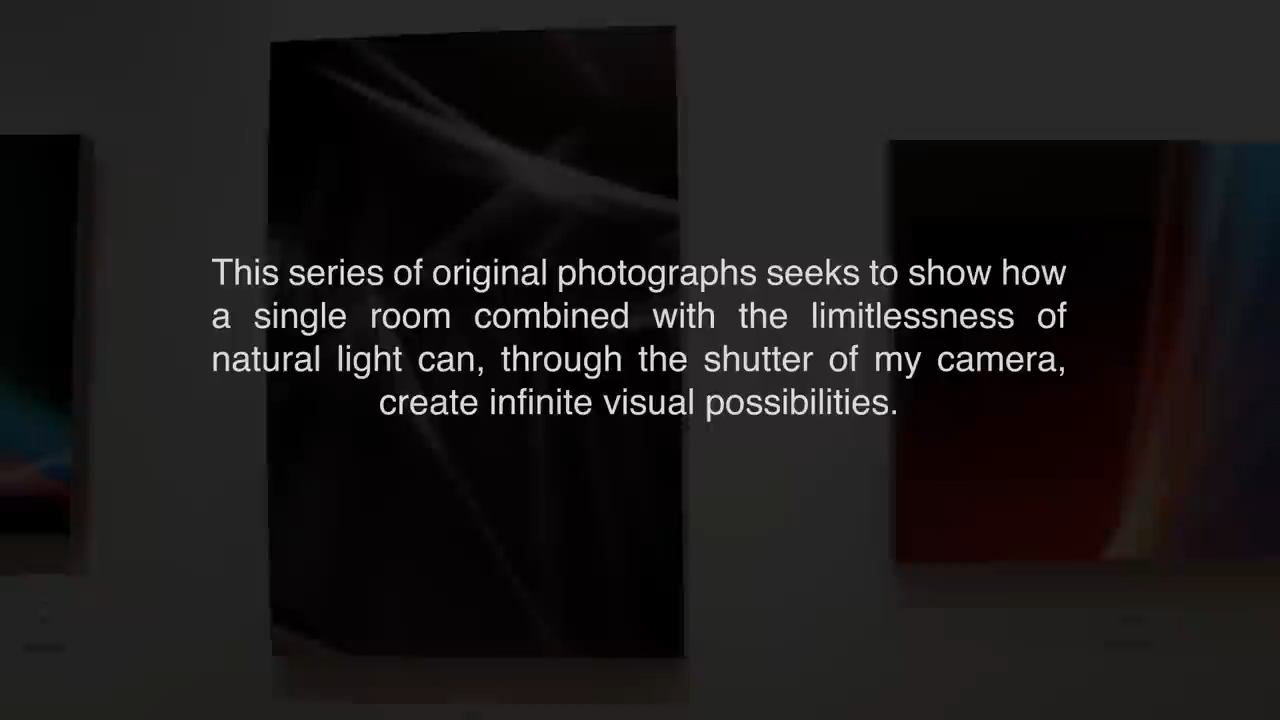 This series of original photographs seeks to show how
a single room combined with the limitlessness of
natural light can, through the shutter of my camera,
create infinite visual possibilities.